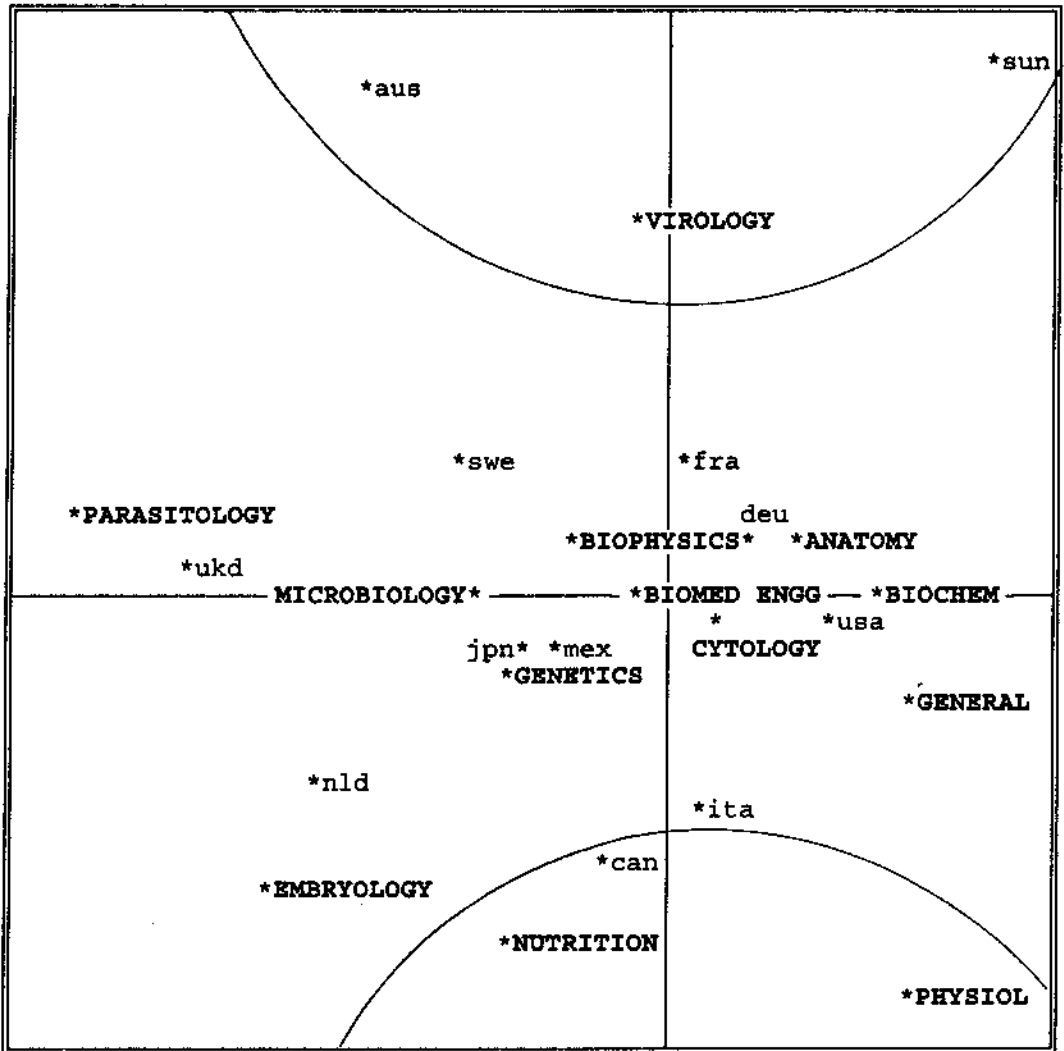 *sun
*aus
*VIROLOGY
*swe
*fra
*PARASITOLOGY
deu
*BIOPHYSICS*
*ANATOMY
*ukd
MICROBIOLOGY*
*BIOMED ENGG
*BIOCHEM
*
*usa
jpn*
*mex
CYTOLOGY
*GENETICS
*GENERAL
*nld
*ita
*can
*EMBRYOLOGY
*NUTRITION
*PHYSIOL